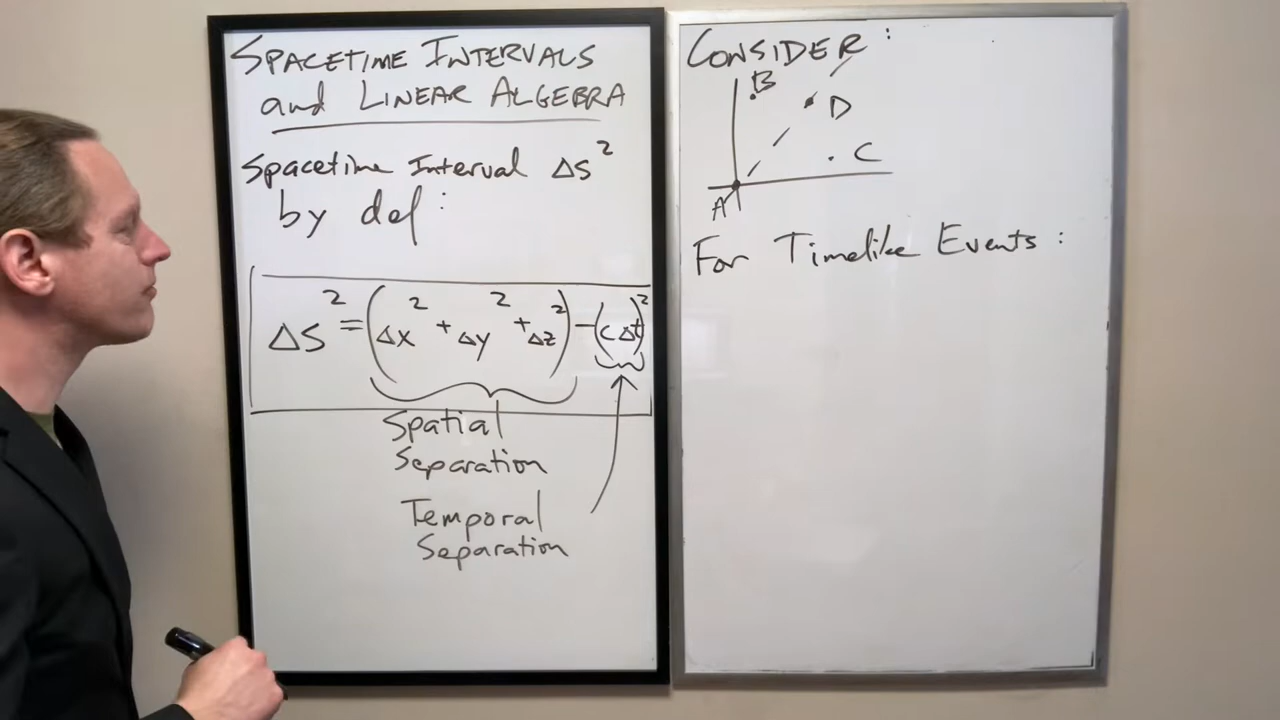 SPACETIME INTERVALS
and LINEAR ALGEBRA
Spacetime Interval Δs²
by def:
Δs² = (Δx² + Δy² + Δz²) - (cΔt)²
Spatial
Separation
Temporal
Separation
CONSIDER:
B
D
C
A
For Timelike Events: